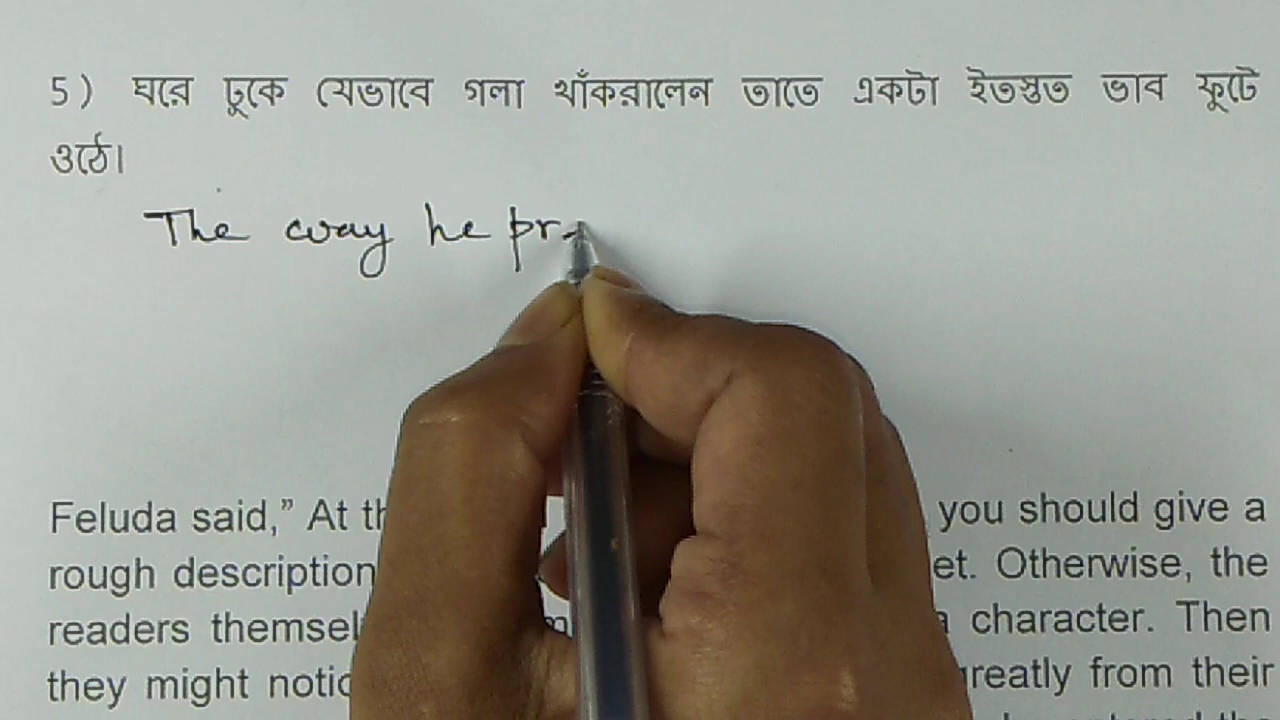 5) ঘরে ঢুকে যেভাবে গলা খাঁকরালেন তাতে একটা ইতস্তুত ভাব ফুটে
ওঠে।
The way he pr
Feluda said,” At th you should give a
rough description et. Otherwise, the
readers themsel a character. Then
they might notic greatly from their